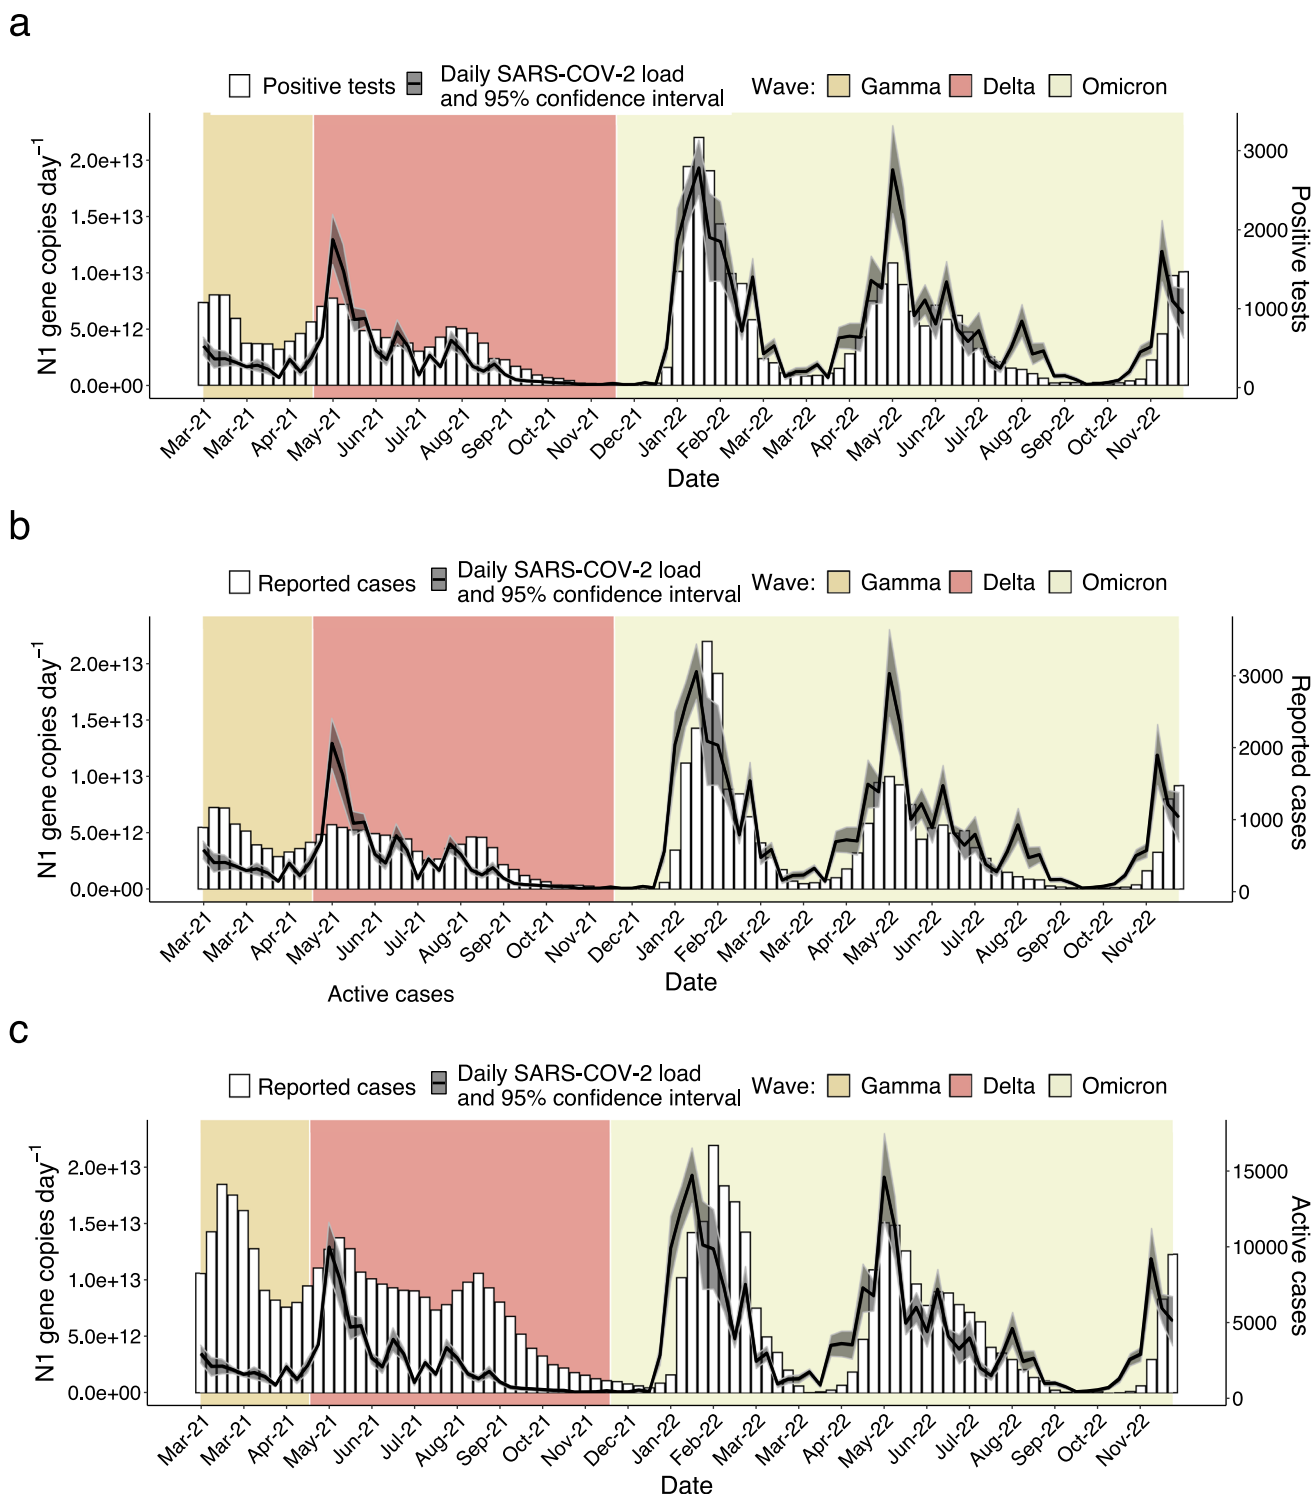 a
Positive tests
Daily SARS-COV-2 load
and 95% confidence interval
Wave: Gamma Delta Omicron
N1 gene copies day⁻¹
2.0e+13
1.5e+13
1.0e+13
5.0e+12
0.0e+00
3000
2000
1000
0
Positive tests
Mar-21 Mar-21 Apr-21 May-21 Jun-21 Jul-21 Aug-21 Sep-21 Oct-21 Nov-21 Dec-21 Jan-22 Feb-22 Mar-22 Mar-22 Apr-22 May-22 Jun-22 Jul-22 Aug-22 Sep-22 Oct-22 Nov-22
Date
b
Reported cases
Daily SARS-COV-2 load
and 95% confidence interval
Wave: Gamma Delta Omicron
N1 gene copies day⁻¹
2.0e+13
1.5e+13
1.0e+13
5.0e+12
0.0e+00
3000
2000
1000
0
Reported cases
Mar-21 Mar-21 Apr-21 May-21 Jun-21 Jul-21 Aug-21 Sep-21 Oct-21 Nov-21 Dec-21 Jan-22 Feb-22 Mar-22 Mar-22 Apr-22 May-22 Jun-22 Jul-22 Aug-22 Sep-22 Oct-22 Nov-22
Date
Active cases
c
Reported cases
Daily SARS-COV-2 load
and 95% confidence interval
Wave: Gamma Delta Omicron
N1 gene copies day⁻¹
2.0e+13
1.5e+13
1.0e+13
5.0e+12
0.0e+00
15000
10000
5000
0
Active cases
Mar-21 Mar-21 Apr-21 May-21 Jun-21 Jul-21 Aug-21 Sep-21 Oct-21 Nov-21 Dec-21 Jan-22 Feb-22 Mar-22 Mar-22 Apr-22 May-22 Jun-22 Jul-22 Aug-22 Sep-22 Oct-22 Nov-22
Date